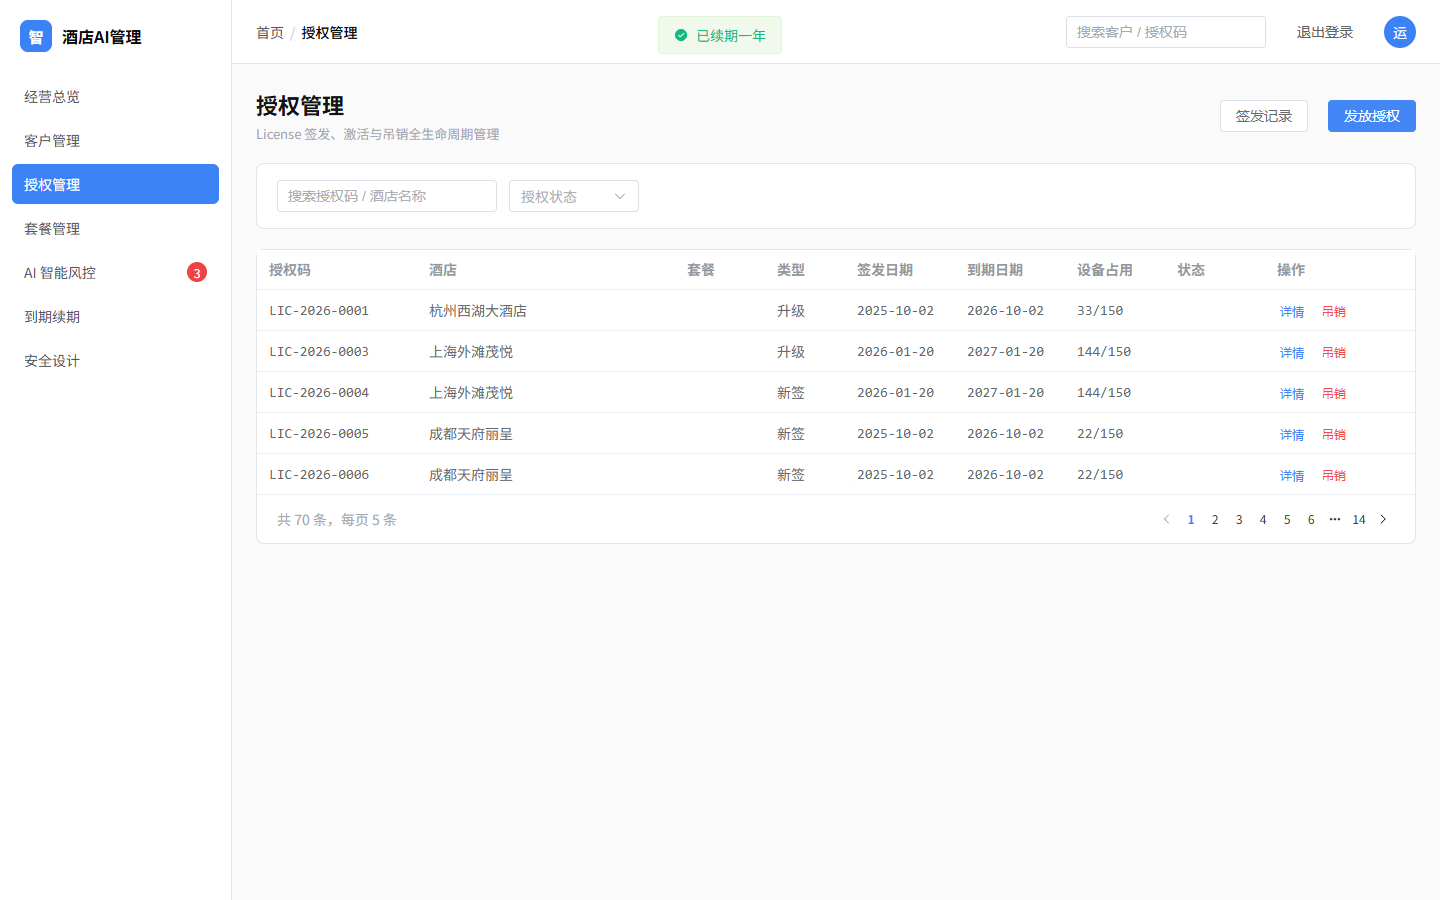 智 酒店AI管理
经营总览
客户管理
授权管理
套餐管理
AI 智能风控 3
到期续期
安全设计
首页 / 授权管理
已续期一年
搜索客户 / 授权码
退出登录
运
授权管理
License 签发、激活与吊销全生命周期管理
签发记录
发放授权
搜索授权码 / 酒店名称
授权状态
授权码 酒店 套餐 类型 签发日期 到期日期 设备占用 状态 操作
LIC-2026-0001 杭州西湖大酒店 升级 2025-10-02 2026-10-02 33/150 详情 吊销
LIC-2026-0003 上海外滩茂悦 升级 2026-01-20 2027-01-20 144/150 详情 吊销
LIC-2026-0004 上海外滩茂悦 新签 2026-01-20 2027-01-20 144/150 详情 吊销
LIC-2026-0005 成都天府丽呈 新签 2025-10-02 2026-10-02 22/150 详情 吊销
LIC-2026-0006 成都天府丽呈 新签 2025-10-02 2026-10-02 22/150 详情 吊销
共 70 条，每页 5 条
1 2 3 4 5 6 ··· 14